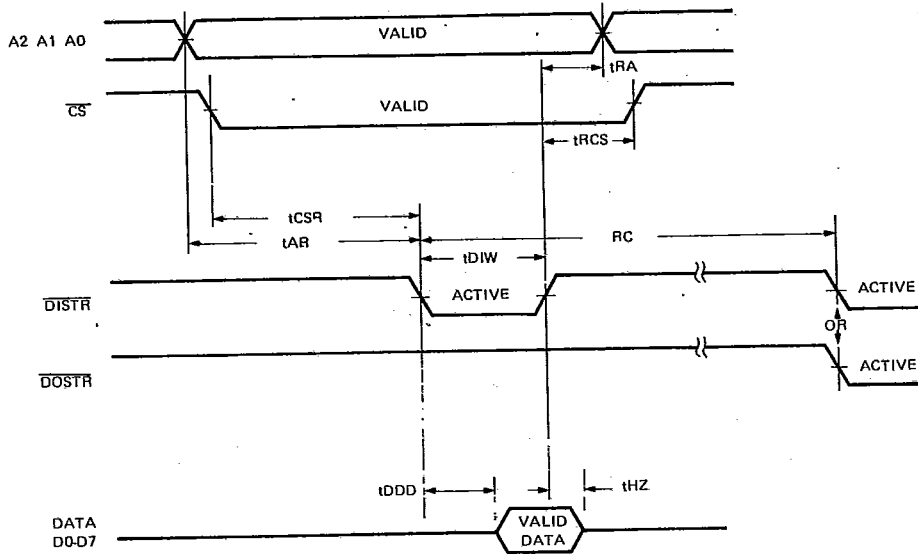 A2 A1 A0
VALID
tRA
CS
VALID
tRCS
tCSR
tAR
RC
tDIW
DISTR
ACTIVE
ACTIVE
OR
DOSTR
ACTIVE
tDDD
tHZ
DATA
D0-D7
VALID
DATA